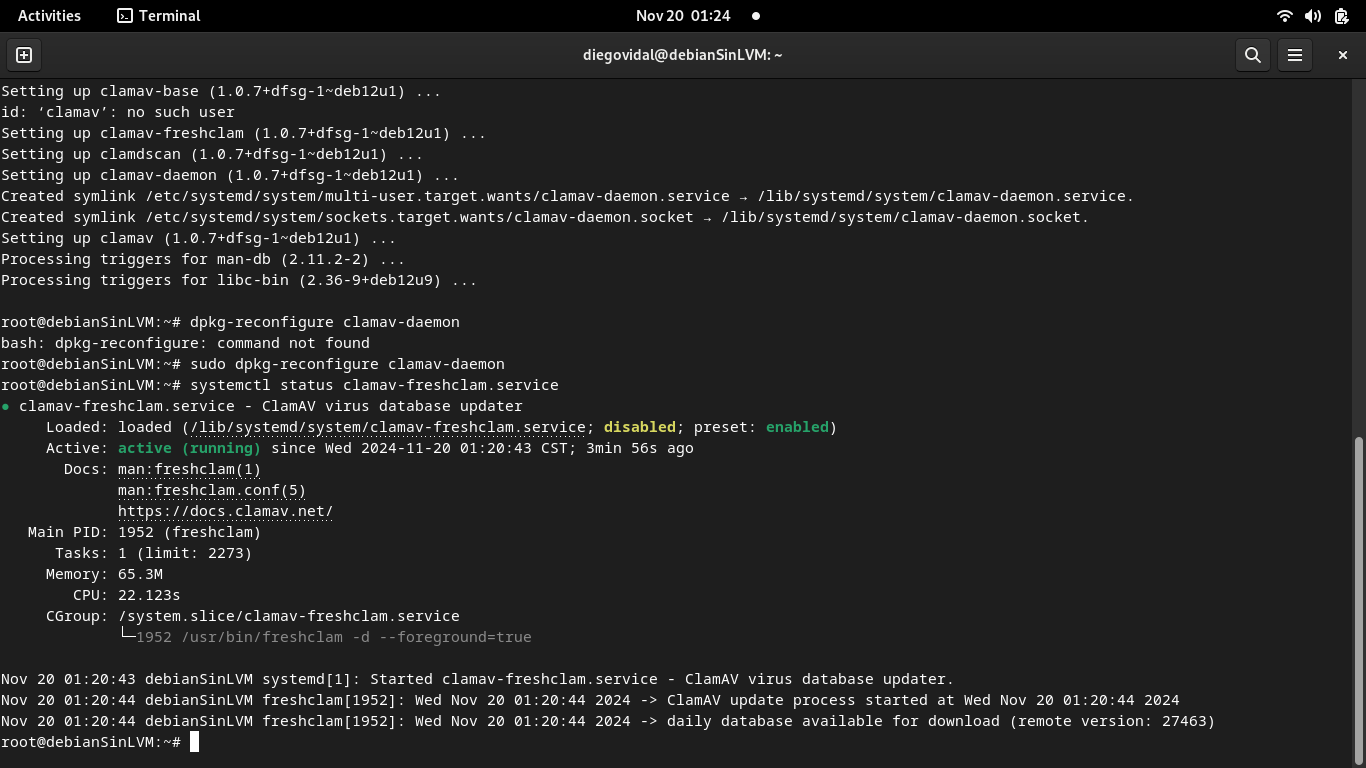 Activities Terminal Nov 20 01:24
diegovidal@debianSinLVM: ~
Setting up clamav-base (1.0.7+dfsg-1~deb12u1) ...
id: ‘clamav’: no such user
Setting up clamav-freshclam (1.0.7+dfsg-1~deb12u1) ...
Setting up clamdscan (1.0.7+dfsg-1~deb12u1) ...
Setting up clamav-daemon (1.0.7+dfsg-1~deb12u1) ...
Created symlink /etc/systemd/system/multi-user.target.wants/clamav-daemon.service → /lib/systemd/system/clamav-daemon.service.
Created symlink /etc/systemd/system/sockets.target.wants/clamav-daemon.socket → /lib/systemd/system/clamav-daemon.socket.
Setting up clamav (1.0.7+dfsg-1~deb12u1) ...
Processing triggers for man-db (2.11.2-2) ...
Processing triggers for libc-bin (2.36-9+deb12u9) ...
root@debianSinLVM:~# dpkg-reconfigure clamav-daemon
bash: dpkg-reconfigure: command not found
root@debianSinLVM:~# sudo dpkg-reconfigure clamav-daemon
root@debianSinLVM:~# systemctl status clamav-freshclam.service
● clamav-freshclam.service - ClamAV virus database updater
Loaded: loaded (/lib/systemd/system/clamav-freshclam.service; disabled; preset: enabled)
Active: active (running) since Wed 2024-11-20 01:20:43 CST; 3min 56s ago
Docs: man:freshclam(1)
man:freshclam.conf(5)
https://docs.clamav.net/
Main PID: 1952 (freshclam)
Tasks: 1 (limit: 2273)
Memory: 65.3M
CPU: 22.123s
CGroup: /system.slice/clamav-freshclam.service
└─1952 /usr/bin/freshclam -d --foreground=true
Nov 20 01:20:43 debianSinLVM systemd[1]: Started clamav-freshclam.service - ClamAV virus database updater.
Nov 20 01:20:44 debianSinLVM freshclam[1952]: Wed Nov 20 01:20:44 2024 -> ClamAV update process started at Wed Nov 20 01:20:44 2024
Nov 20 01:20:44 debianSinLVM freshclam[1952]: Wed Nov 20 01:20:44 2024 -> daily database available for download (remote version: 27463)
root@debianSinLVM:~#